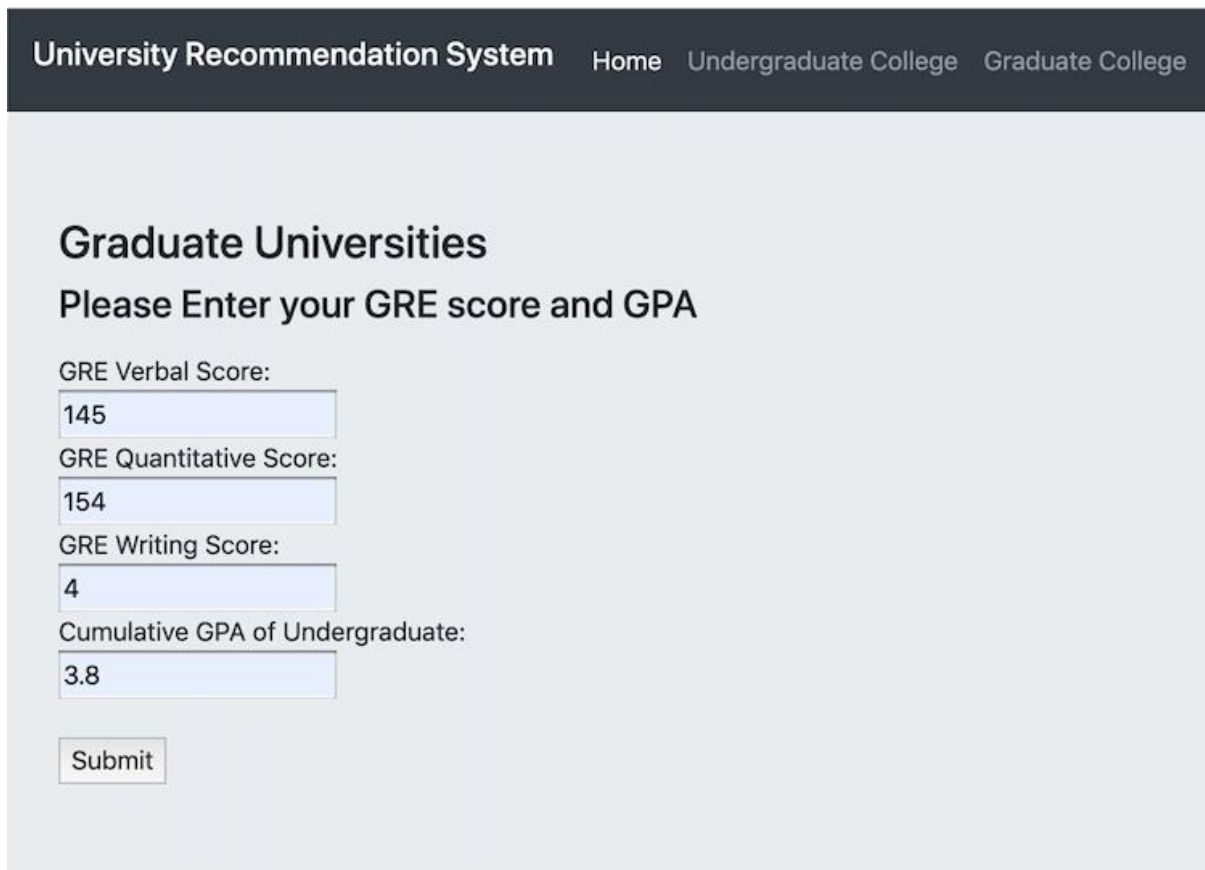 University Recommendation System Home Undergraduate College Graduate College
Graduate Universities
Please Enter your GRE score and GPA
GRE Verbal Score:
145
GRE Quantitative Score:
154
GRE Writing Score:
4
Cumulative GPA of Undergraduate:
3.8
Submit